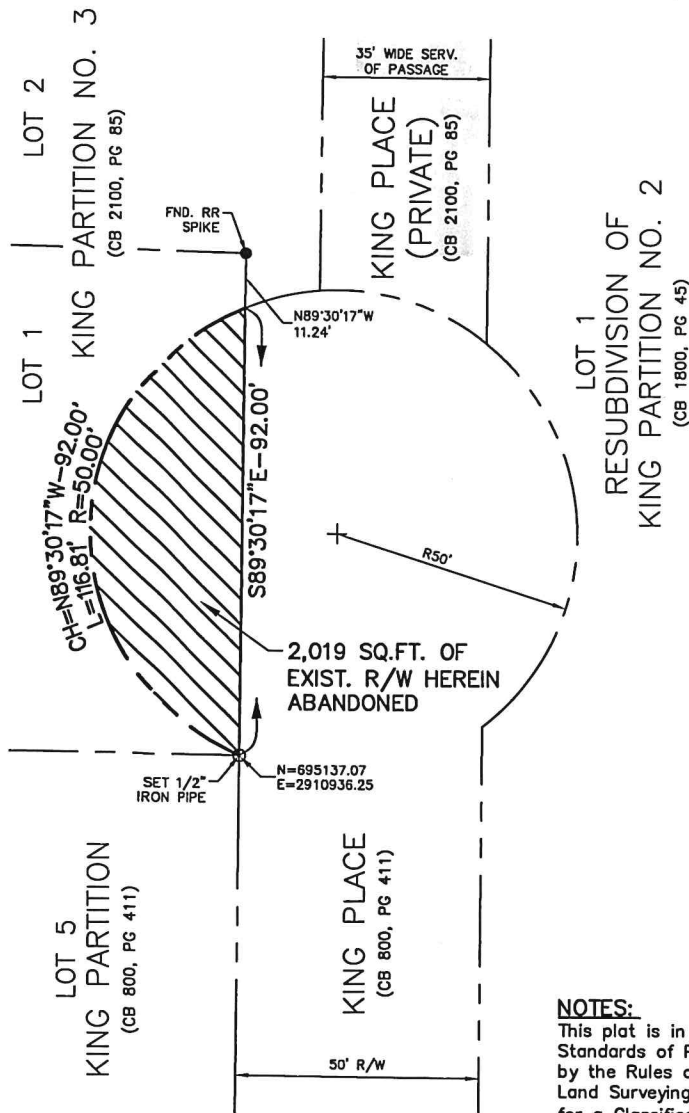 LOT 2
LOT 1
KING PARTITION NO. 3
(CB 2100, PG 85)
35' WIDE SERV.
OF PASSAGE
KING PLACE
(PRIVATE)
(CB 2100, PG 85)
FND. RR
SPIKE
N89°30'17"W
11.24'
CH=N89°30'17"W-92.00'
L=116.81' R=50.00'
S89°30'17"E-92.00'
R50'
2,019 SQ.FT. OF
EXIST. R/W HEREIN
ABANDONED
LOT 1
RESUBDIVISION OF
KING PARTITION NO. 2
(CB 1800, PG 45)
SET 1/2"
IRON PIPE
N=695137.07
E=2910936.25
LOT 5
KING PARTITION
(CB 800, PG 411)
KING PLACE
(CB 800, PG 411)
50' R/W
NOTES:
This plat is in
Standards of
by the Rules
Land Surveying
for a